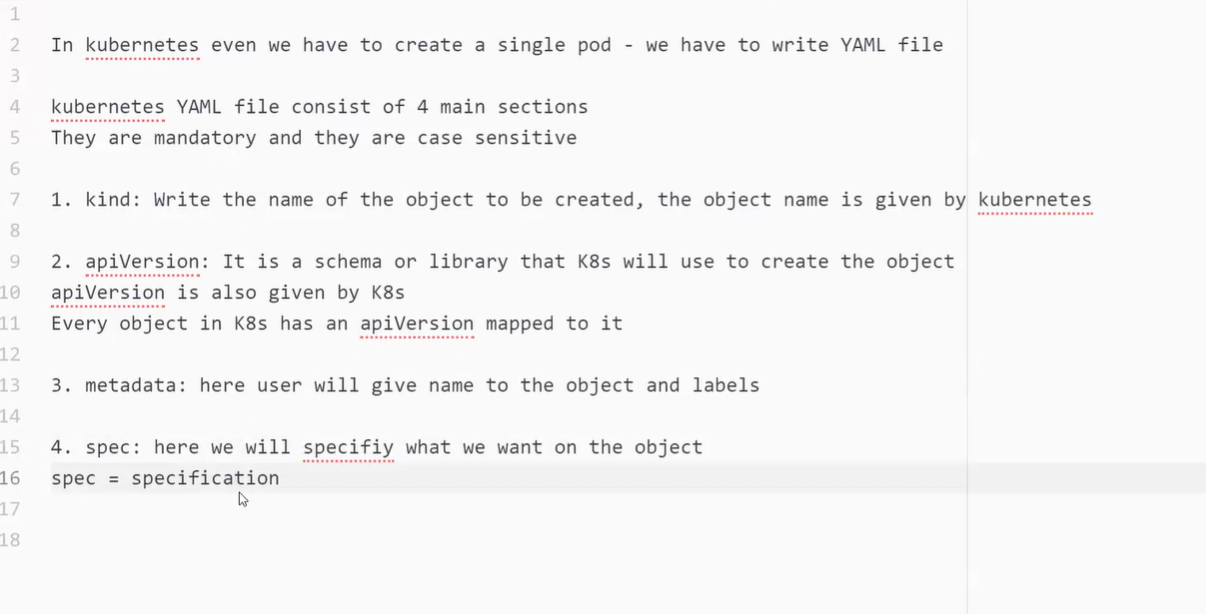 1
2 In kubernetes even we have to create a single pod - we have to write YAML file
3
4 kubernetes YAML file consist of 4 main sections
5 They are mandatory and they are case sensitive
6
7 1. kind: Write the name of the object to be created, the object name is given by kubernetes
8
9 2. apiVersion: It is a schema or library that K8s will use to create the object
10 apiVersion is also given by K8s
11 Every object in K8s has an apiVersion mapped to it
12
13 3. metadata: here user will give name to the object and labels
14
15 4. spec: here we will specifiy what we want on the object
16 spec = specification
17
18